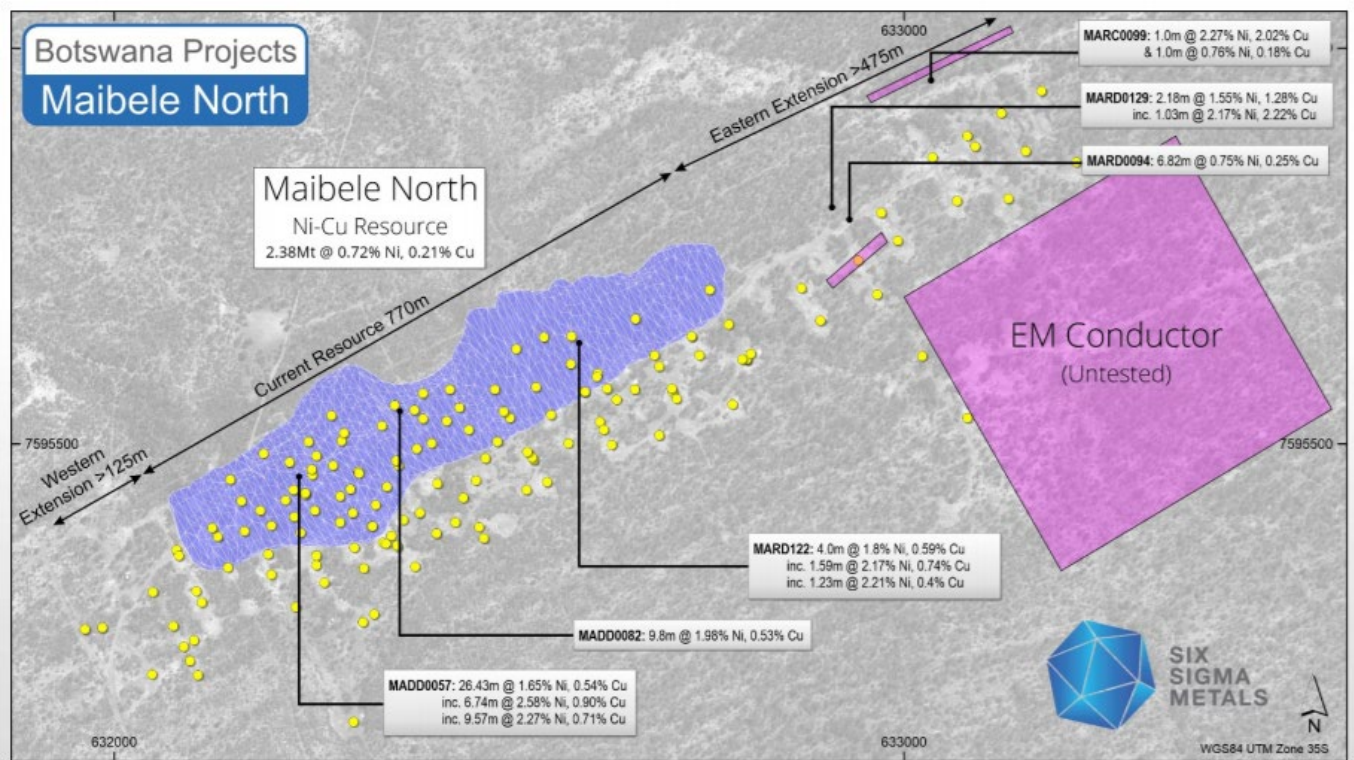 Botswana Projects
Maibele North
633000
MARC0099: 1.0m @ 2.27% Ni, 2.02% Cu
& 1.0m @ 0.76% Ni, 0.18% Cu
Eastern Extension >475m
MARD0129: 2.18m @ 1.55% Ni, 1.28% Cu
inc. 1.03m @ 2.17% Ni, 2.22% Cu
MARD0094: 6.82m @ 0.75% Ni, 0.25% Cu
Maibele North
Ni-Cu Resource
2.38Mt @ 0.72% Ni, 0.21% Cu
Current Resource 770m
EM Conductor
(Untested)
7595500
7595500
Western
Extension >125m
MARD122: 4.0m @ 1.8% Ni, 0.59% Cu
inc. 1.59m @ 2.17% Ni, 0.74% Cu
inc. 1.23m @ 2.21% Ni, 0.4% Cu
MADD0082: 9.8m @ 1.98% Ni, 0.53% Cu
MADD0057: 26.43m @ 1.65% Ni, 0.54% Cu
inc. 6.74m @ 2.58% Ni, 0.90% Cu
inc. 9.57m @ 2.27% Ni, 0.71% Cu
SIX
SIGMA
METALS
N
632000
633000
WGS84 UTM Zone 35S